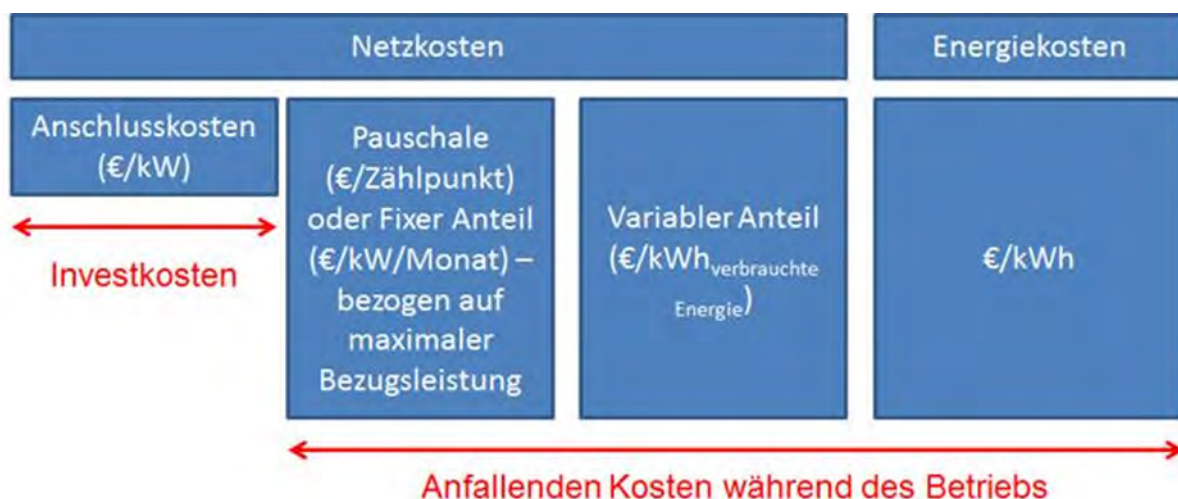 Netzkosten
Energiekosten
Anschlusskosten
(€/kW)
Investkosten
Pauschale
(€/Zählpunkt)
oder Fixer Anteil
(€/kW/Monat) –
bezogen auf
maximaler
Bezugsleistung
Variabler Anteil
(€/kWhverbrauchte
Energie)
€/kWh
Anfallenden Kosten während des Betriebs